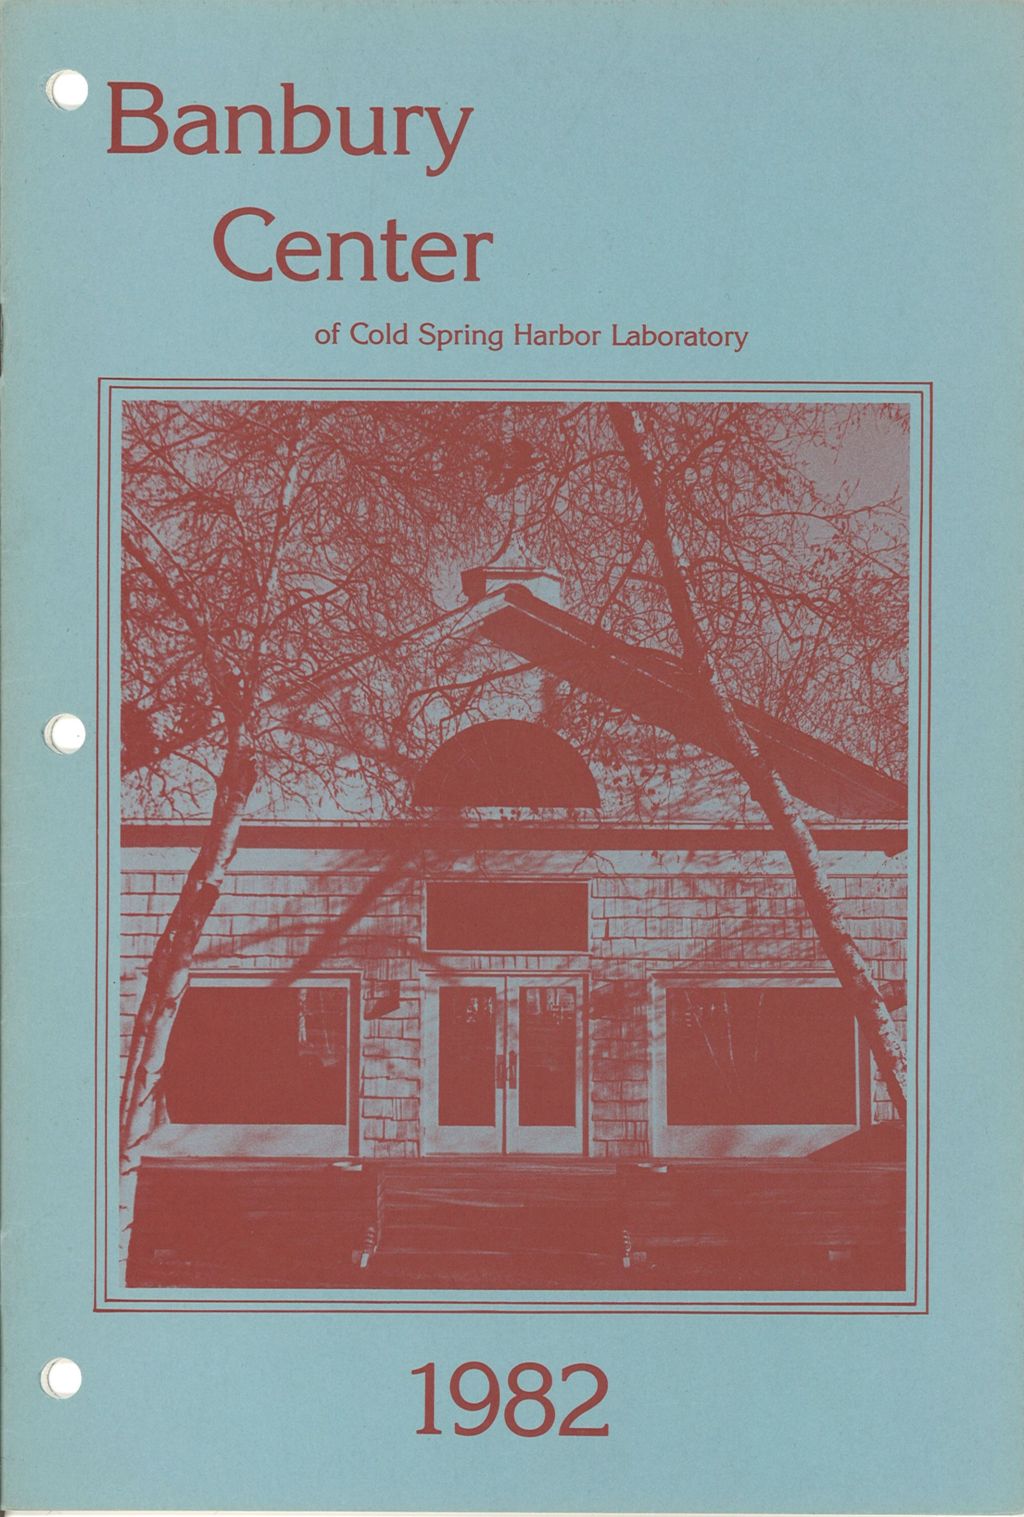 Banbury
Center
of Cold Spring Harbor Laboratory
1982